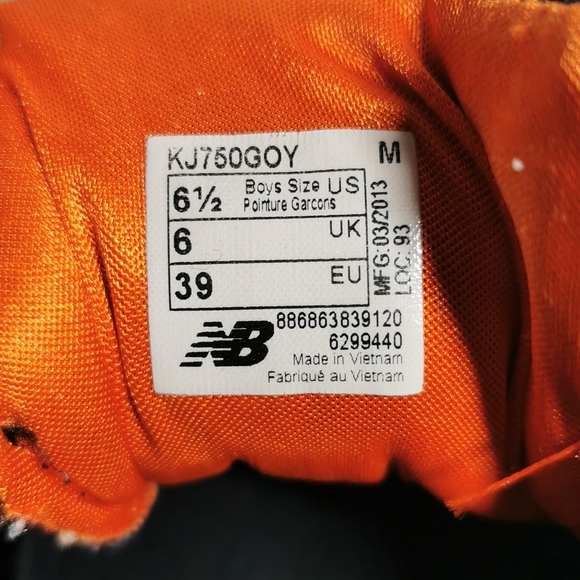 KJ750GOY M
6½ Boys Size US
Pointure Garcons
6 UK
39 EU
MFG:03/2013
LOC: 93
NB
886863839120
6299440
Made in Vietnam
Fabriqué au Vietnam